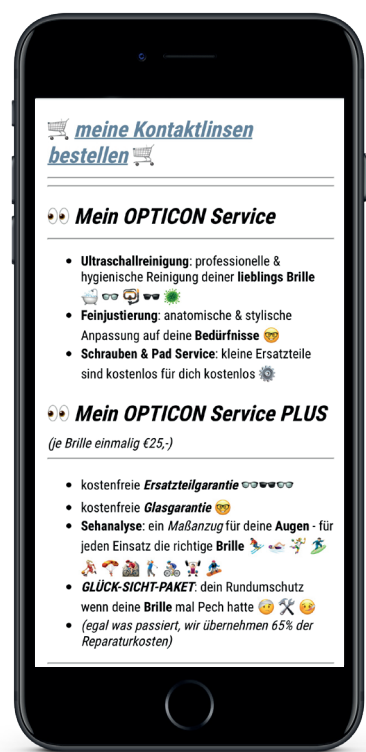 🛒 meine Kontaktlinsen
bestellen 🛒
👀 Mein OPTICON Service
• Ultraschallreinigung: professionelle &
hygienische Reinigung deiner lieblings Brille
🛁 👓 🤿 🕶️ 🦠
• Feinjustierung: anatomische & stylische
Anpassung auf deine Bedürfnisse 🤓
• Schrauben & Pad Service: kleine Ersatzteile
sind kostenlos für dich kostenlos ⚙️
👀 Mein OPTICON Service PLUS
(je Brille einmalig €25,-)
• kostenfreie Ersatzteilgarantie 👓🕶️👓
• kostenfreie Glasgarantie 🤓
• Sehanalyse: ein Maßanzug für deine Augen - für
jeden Einsatz die richtige Brille
• GLÜCK-SICHT-PAKET: dein Rundumschutz
wenn deine Brille mal Pech hatte 🤕 🛠️ 🤒
• (egal was passiert, wir übernehmen 65% der
Reparaturkosten)